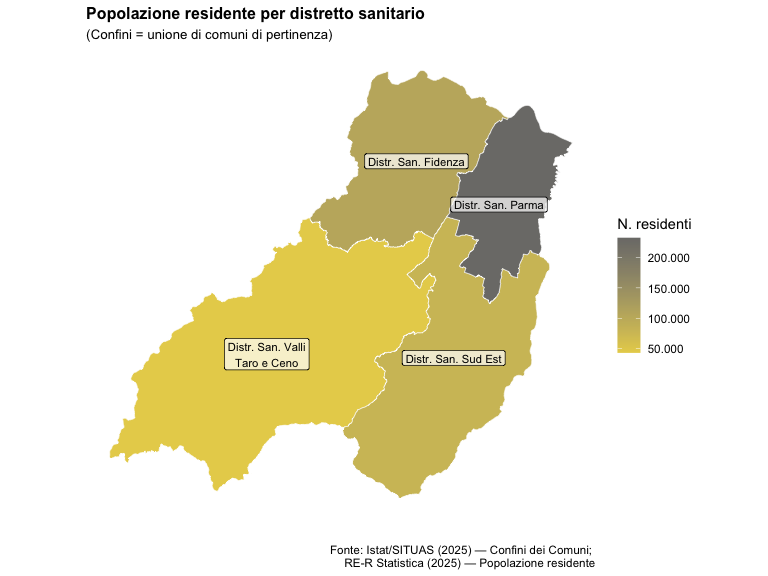 Popolazione residente per distretto sanitario
(Confini = unione di comuni di pertinenza)
Distr. San. Fidenza
Distr. San. Parma
Distr. San. Valli
Taro e Ceno
Distr. San. Sud Est
N. residenti
200.000
150.000
100.000
50.000
Fonte: Istat/SITUAS (2025) — Confini dei Comuni;
RE-R Statistica (2025) — Popolazione residente